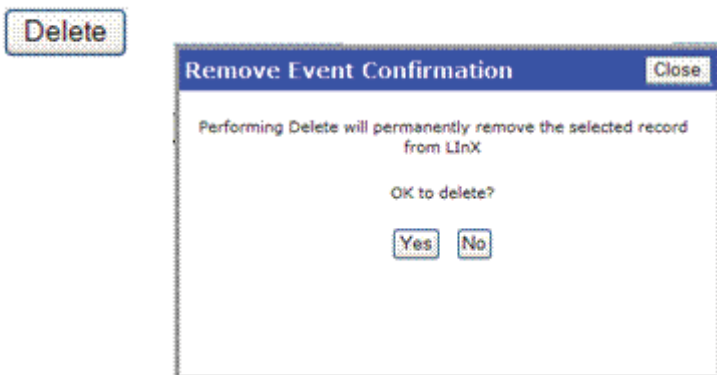 Delete
Remove Event Confirmation Close
Performing Delete will permanently remove the selected record
from LInX
OK to delete?
Yes No